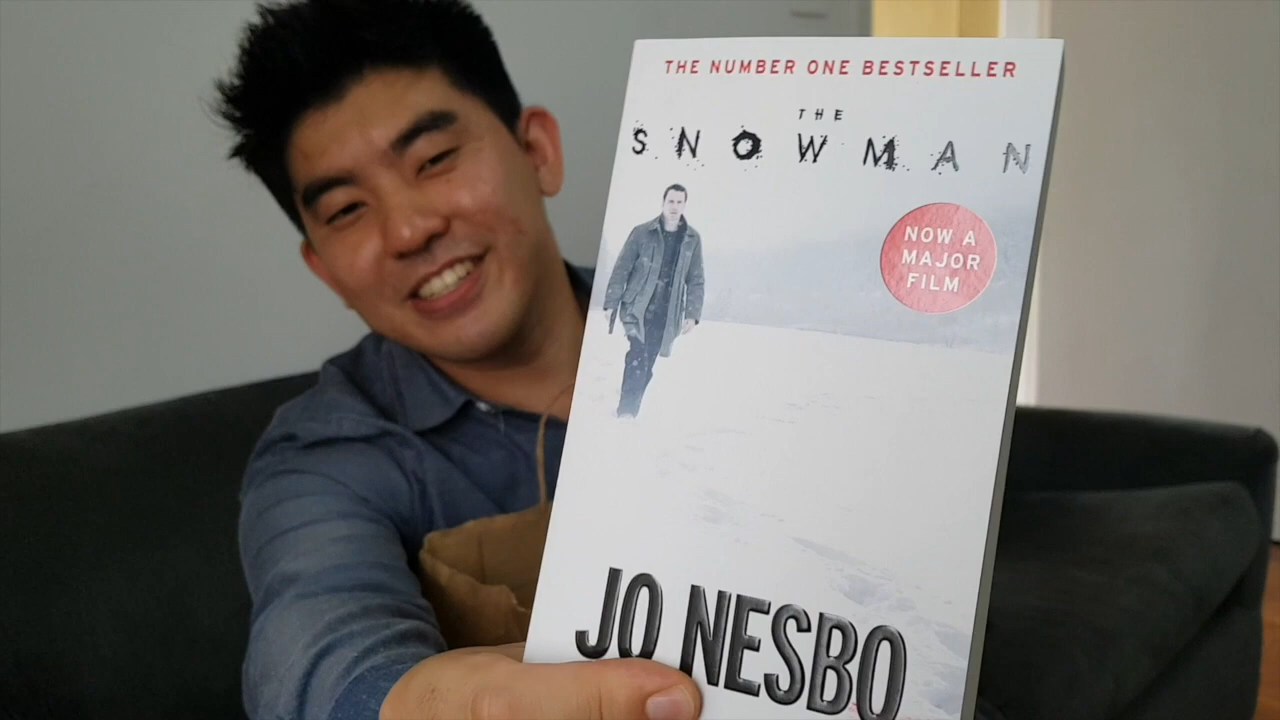 THE NUMBER ONE BESTSELLER
THE
SNOWMAN
NOW A
MAJOR
FILM
JO NESBO